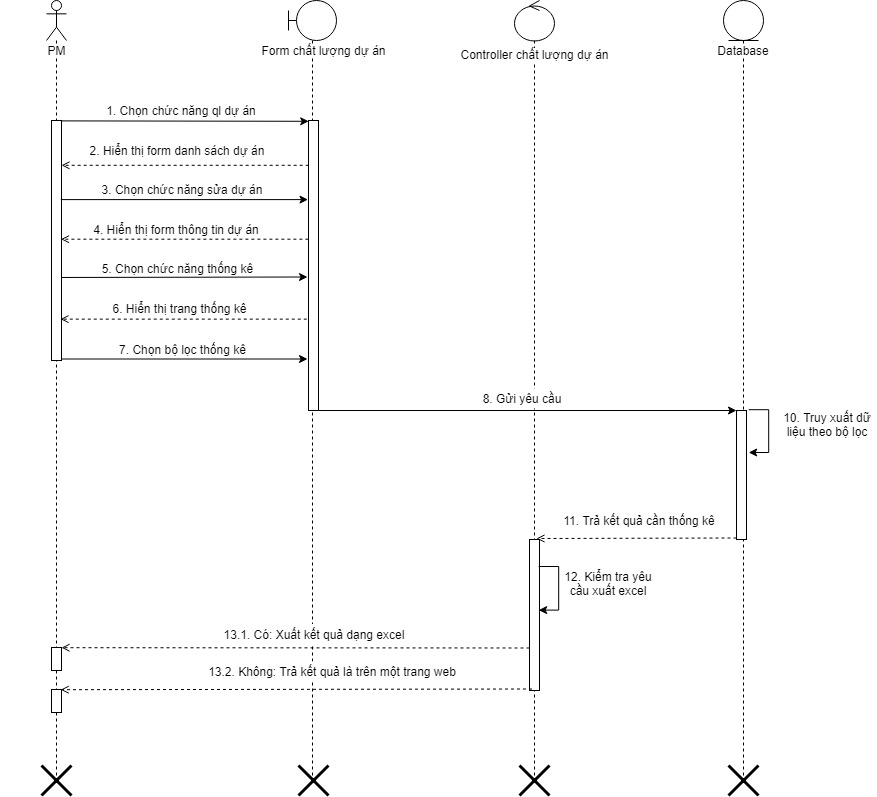 PM
Form chất lượng dự án
Controller chất lượng dự án
Database
1. Chọn chức năng ql dự án
2. Hiển thị form danh sách dự án
3. Chọn chức năng sửa dự án
4. Hiển thị form thông tin dự án
5. Chọn chức năng thống kê
6. Hiển thị trang thống kê
7. Chọn bộ lọc thống kê
8. Gửi yêu cầu
10. Truy xuất dữ
liệu theo bộ lọc
11. Trả kết quả cần thống kê
12. Kiểm tra yêu
cầu xuất excel
13.1. Có: Xuất kết quả dạng excel
13.2. Không: Trả kết quả là trên một trang web